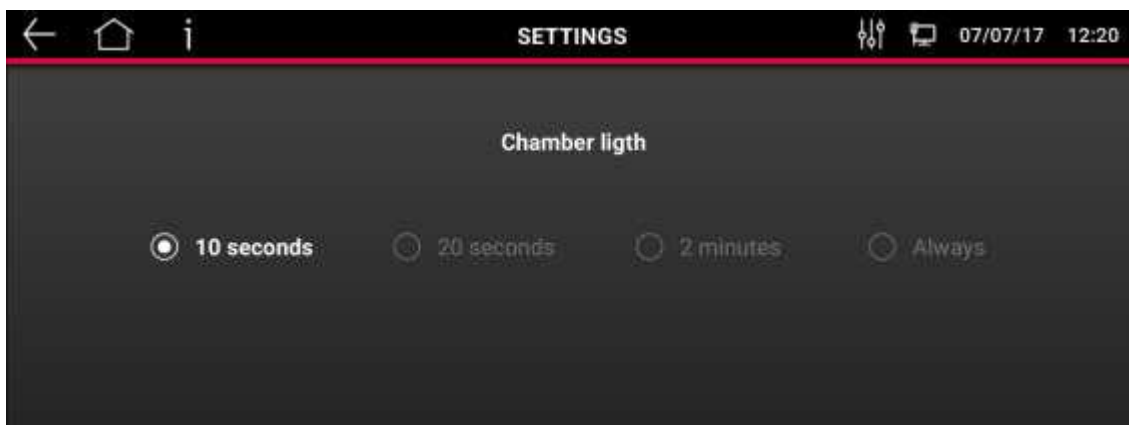 SETTINGS 07/07/17 12:20
Chamber ligth
10 seconds 20 seconds 2 minutes Always